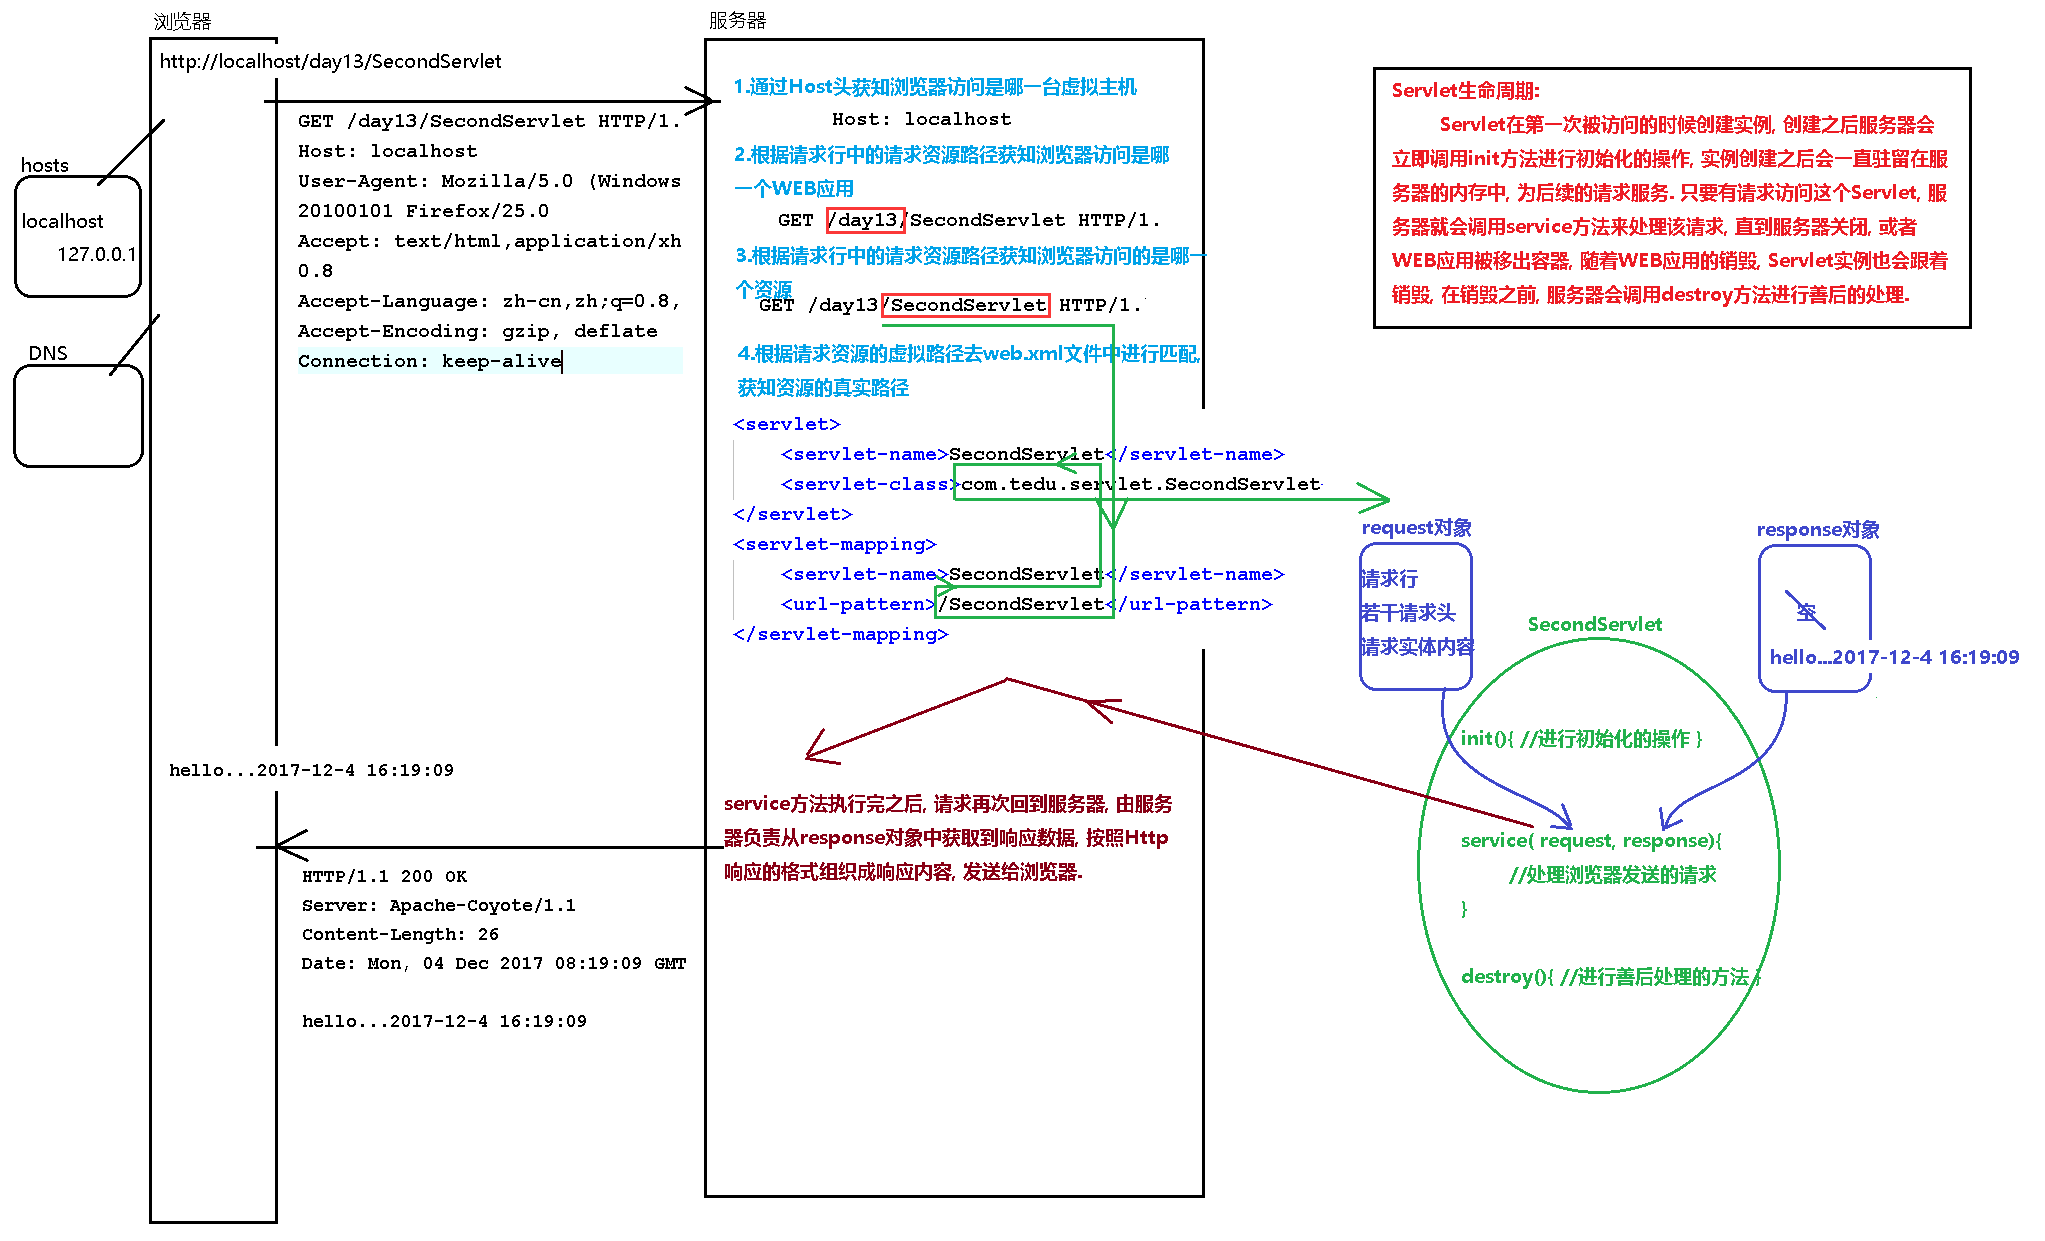 浏览器
http://localhost/day13/SecondServlet
hosts
localhost
127.0.0.1
DNS
GET /day13/SecondServlet HTTP/1.
Host: localhost
User-Agent: Mozilla/5.0 (Windows
20100101 Firefox/25.0
Accept: text/html,application/xh
0.8
Accept-Language: zh-cn,zh;q=0.8,
Accept-Encoding: gzip, deflate
Connection: keep-alive
服务器
1.通过Host头获知浏览器访问是哪一台虚拟主机
Host: localhost
2.根据请求行中的请求资源路径获知浏览器访问是哪
一个WEB应用
GET /day13/SecondServlet HTTP/1.
3.根据请求行中的请求资源路径获知浏览器访问的是哪一
个资源
GET /day13/SecondServlet HTTP/1.
4.根据请求资源的虚拟路径去web.xml文件中进行匹配,
获知资源的真实路径
<servlet>
<servlet-name>SecondServlet</servlet-name>
<servlet-class>com.tedu.servlet.SecondServlet
</servlet>
<servlet-mapping>
<servlet-name>SecondServlet</servlet-name>
<url-pattern>/SecondServlet</url-pattern>
</servlet-mapping>
Servlet生命周期:
Servlet在第一次被访问的时候创建实例, 创建之后服务器会
立即调用init方法进行初始化的操作, 实例创建之后会一直驻留在服
务器的内存中, 为后续的请求服务. 只要有请求访问这个Servlet, 服
务器就会调用service方法来处理该请求, 直到服务器关闭, 或者
WEB应用被移出容器, 随着WEB应用的销毁, Servlet实例也会跟着
销毁, 在销毁之前, 服务器会调用destroy方法进行善后的处理.
request对象
请求行
若干请求头
请求实体内容
response对象
空
hello...2017-12-4 16:19:09
SecondServlet
init(){ //进行初始化的操作 }
service( request, response){
//处理浏览器发送的请求
}
destroy(){ //进行善后处理的方法 }
service方法执行完之后, 请求再次回到服务器, 由服务
器负责从response对象中获取到响应数据, 按照Http
响应的格式组织成响应内容, 发送给浏览器.
hello...2017-12-4 16:19:09
HTTP/1.1 200 OK
Server: Apache-Coyote/1.1
Content-Length: 26
Date: Mon, 04 Dec 2017 08:19:09 GMT
hello...2017-12-4 16:19:09